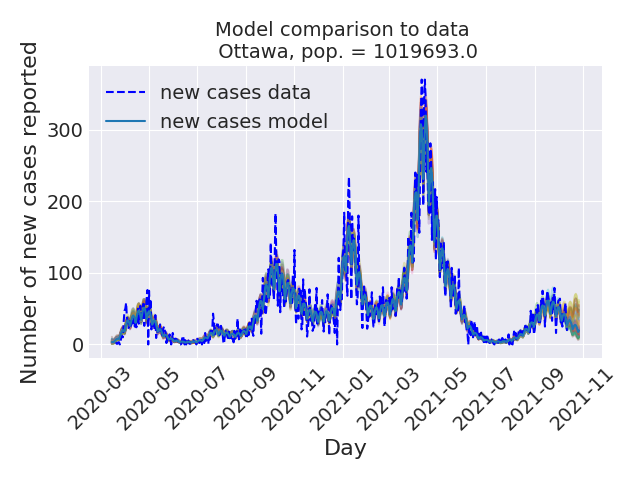 Model comparison to data
Ottawa, pop. = 1019693.0
Number of new cases reported
new cases data
new cases model
300
200
100
0
2020-03
2020-05
2020-07
2020-09
2020-11
2021-01
2021-03
2021-05
2021-07
2021-09
2021-11
Day